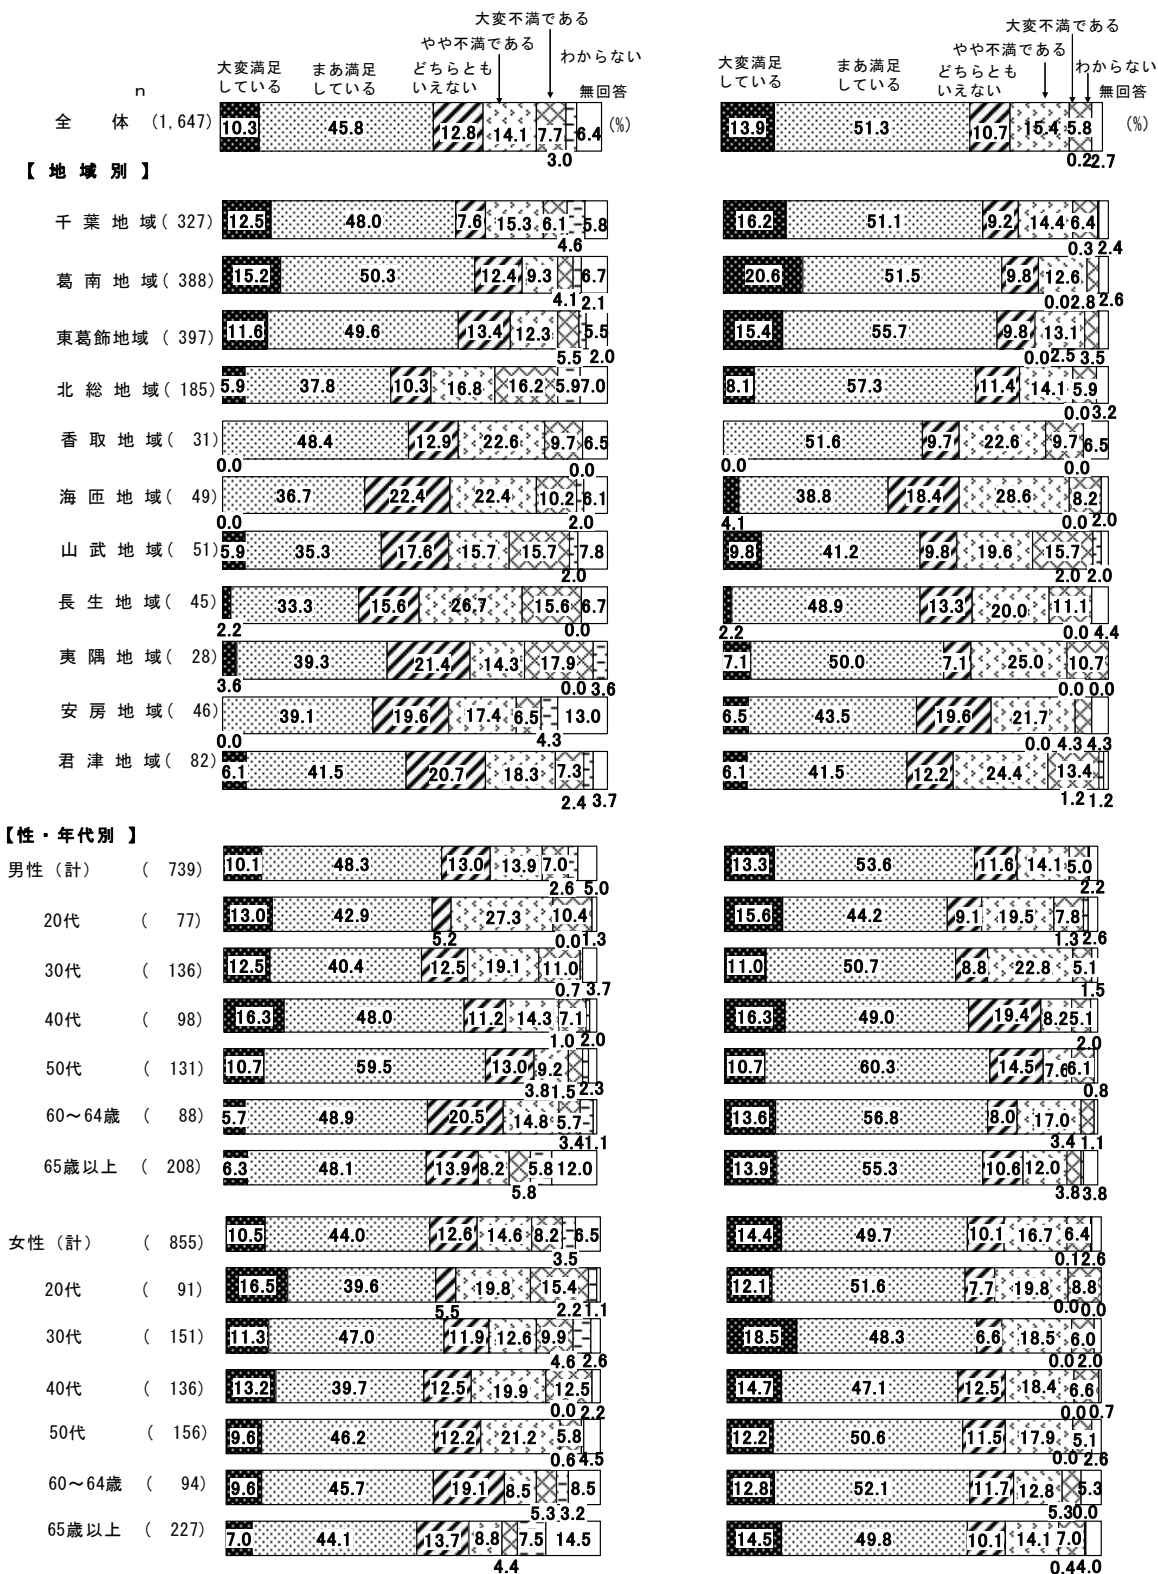 大変不満である
やや不満である
わからない
大変満足
している
まあ満足
している
どちらとも
いえない
無回答
n
大変不満である
やや不満である
わからない
大変満足
している
まあ満足
している
どちらとも
いえない
無回答
全 体 (1,647) 10.3 45.8 12.8 14.1 7.7 3.0 6.4 (%) 13.9 51.3 10.7 15.4 5.8 0.2 2.7 (%)
【 地 域 別 】
千 葉 地 域( 327) 12.5 48.0 7.6 15.3 6.1 4.6 5.8 16.2 51.1 9.2 14.4 6.4 0.3 2.4
葛 南 地 域( 388) 15.2 50.3 12.4 9.3 4.1 2.1 6.7 20.6 51.5 9.8 12.6 0.0 2.8 2.6
東葛飾地域 ( 397) 11.6 49.6 13.4 12.3 5.5 2.0 5.5 15.4 55.7 9.8 13.1 0.0 2.5 3.5
北 総 地 域( 185) 5.9 37.8 10.3 16.8 16.2 5.9 7.0 8.1 57.3 11.4 14.1 5.9 0.0 3.2
香 取 地 域( 31) 0.0 48.4 12.9 22.6 9.7 0.0 6.5 0.0 51.6 9.7 22.6 9.7 0.0 6.5
海 匝 地 域( 49) 0.0 36.7 22.4 22.4 10.2 2.0 6.1 4.1 38.8 18.4 28.6 8.2 0.0 2.0
山 武 地 域( 51) 5.9 35.3 17.6 15.7 15.7 2.0 7.8 9.8 41.2 9.8 19.6 15.7 2.0 2.0
長 生 地 域( 45) 2.2 33.3 15.6 26.7 15.6 0.0 6.7 2.2 48.9 13.3 20.0 11.1 0.0 4.4
夷 隅 地 域( 28) 3.6 39.3 21.4 14.3 17.9 0.0 3.6 7.1 50.0 7.1 25.0 10.7 0.0 0.0
安 房 地 域( 46) 0.0 39.1 19.6 17.4 6.5 4.3 13.0 6.5 43.5 19.6 21.7 0.0 4.3 4.3
君 津 地 域( 82) 6.1 41.5 20.7 18.3 7.3 2.4 3.7 6.1 41.5 12.2 24.4 13.4 1.2 1.2
【性・年代別 】
男性（計） ( 739) 10.1 48.3 13.0 13.9 7.0 2.6 5.0 13.3 53.6 11.6 14.1 5.0 2.2
20代 ( 77) 13.0 42.9 5.2 27.3 10.4 0.0 1.3 15.6 44.2 9.1 19.5 7.8 1.3 2.6
30代 ( 136) 12.5 40.4 12.5 19.1 11.0 0.7 3.7 11.0 50.7 8.8 22.8 5.1 1.5
40代 ( 98) 16.3 48.0 11.2 14.3 7.1 1.0 2.0 16.3 49.0 19.4 8.2 5.1 2.0
50代 ( 131) 10.7 59.5 13.0 9.2 3.8 1.5 2.3 10.7 60.3 14.5 7.6 6.1 0.8
60～64歳 ( 88) 5.7 48.9 20.5 14.8 5.7 3.4 1.1 13.6 56.8 8.0 17.0 3.4 1.1
65歳以上 ( 208) 6.3 48.1 13.9 8.2 5.8 5.8 12.0 13.9 55.3 10.6 12.0 3.8 3.8
女性（計） ( 855) 10.5 44.0 12.6 14.6 8.2 3.5 6.5 14.4 49.7 10.1 16.7 6.4 0.1 2.6
20代 ( 91) 16.5 39.6 5.5 19.8 15.4 2.2 1.1 12.1 51.6 7.7 19.8 8.8 0.0 0.0
30代 ( 151) 11.3 47.0 11.9 12.6 9.9 4.6 2.6 18.5 48.3 6.6 18.5 6.0 0.0 2.0
40代 ( 136) 13.2 39.7 12.5 19.9 12.5 0.0 2.2 14.7 47.1 12.5 18.4 6.6 0.0 0.7
50代 ( 156) 9.6 46.2 12.2 21.2 5.8 0.6 4.5 12.2 50.6 11.5 17.9 5.1 0.0 2.6
60～64歳 ( 94) 9.6 45.7 19.1 8.5 5.3 3.2 8.5 12.8 52.1 11.7 12.8 5.3 0.0 5.3
65歳以上 ( 227) 7.0 44.1 13.7 8.8 4.4 7.5 14.5 14.5 49.8 10.1 14.1 7.0 0.4 4.0